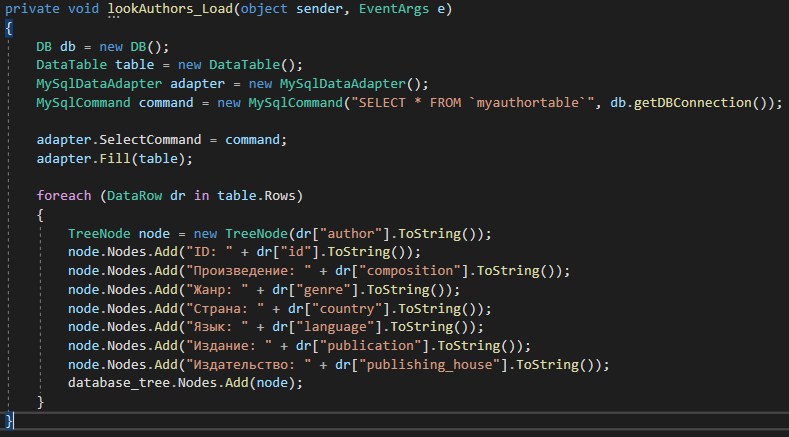 private void lookAuthors_Load(object sender, EventArgs e)
{
DB db = new DB();
DataTable table = new DataTable();
MySqlDataAdapter adapter = new MySqlDataAdapter();
MySqlCommand command = new MySqlCommand("SELECT * FROM `myauthortable`", db.getDBConnection());
adapter.SelectCommand = command;
adapter.Fill(table);
foreach (DataRow dr in table.Rows)
{
TreeNode node = new TreeNode(dr["author"].ToString());
node.Nodes.Add("ID: " + dr["id"].ToString());
node.Nodes.Add("Произведение: " + dr["composition"].ToString());
node.Nodes.Add("Жанр: " + dr["genre"].ToString());
node.Nodes.Add("Страна: " + dr["country"].ToString());
node.Nodes.Add("Язык: " + dr["language"].ToString());
node.Nodes.Add("Издание: " + dr["publication"].ToString());
node.Nodes.Add("Издательство: " + dr["publishing_house"].ToString());
database_tree.Nodes.Add(node);
}
}